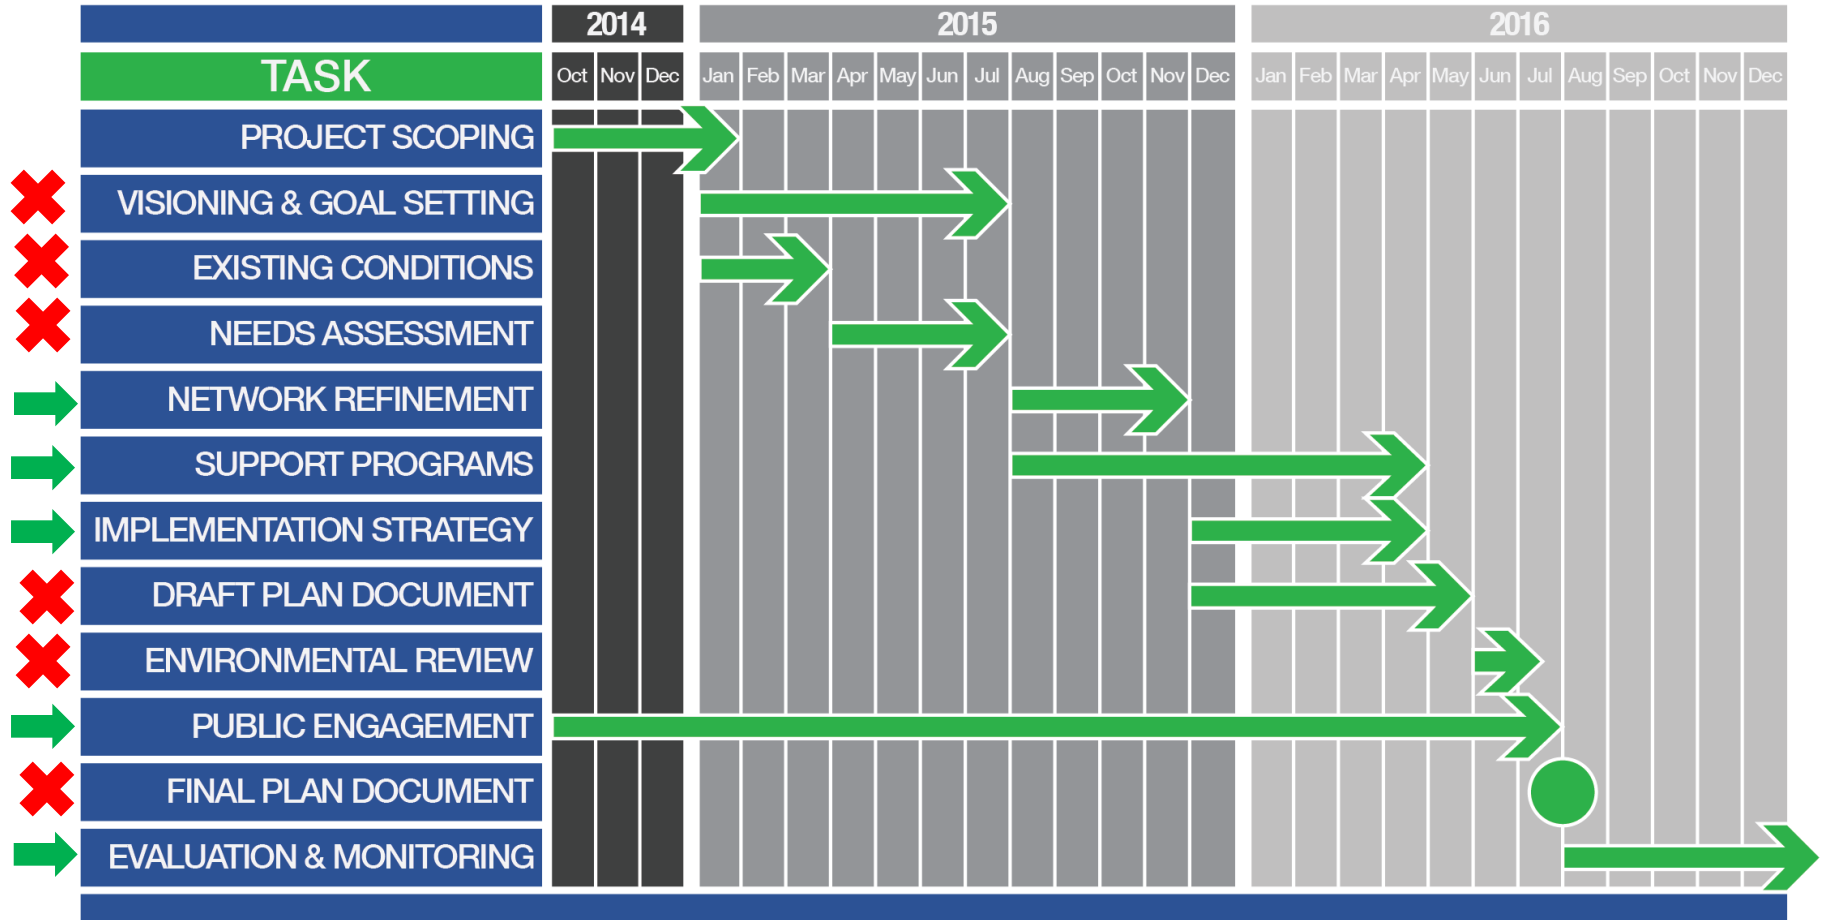 2014 2015 2016
TASK Oct Nov Dec Jan Feb Mar Apr May Jun Jul Aug Sep Oct Nov Dec Jan Feb Mar Apr May Jun Jul Aug Sep Oct Nov Dec
PROJECT SCOPING
VISIONING & GOAL SETTING
EXISTING CONDITIONS
NEEDS ASSESSMENT
NETWORK REFINEMENT
SUPPORT PROGRAMS
IMPLEMENTATION STRATEGY
DRAFT PLAN DOCUMENT
ENVIRONMENTAL REVIEW
PUBLIC ENGAGEMENT
FINAL PLAN DOCUMENT
EVALUATION & MONITORING